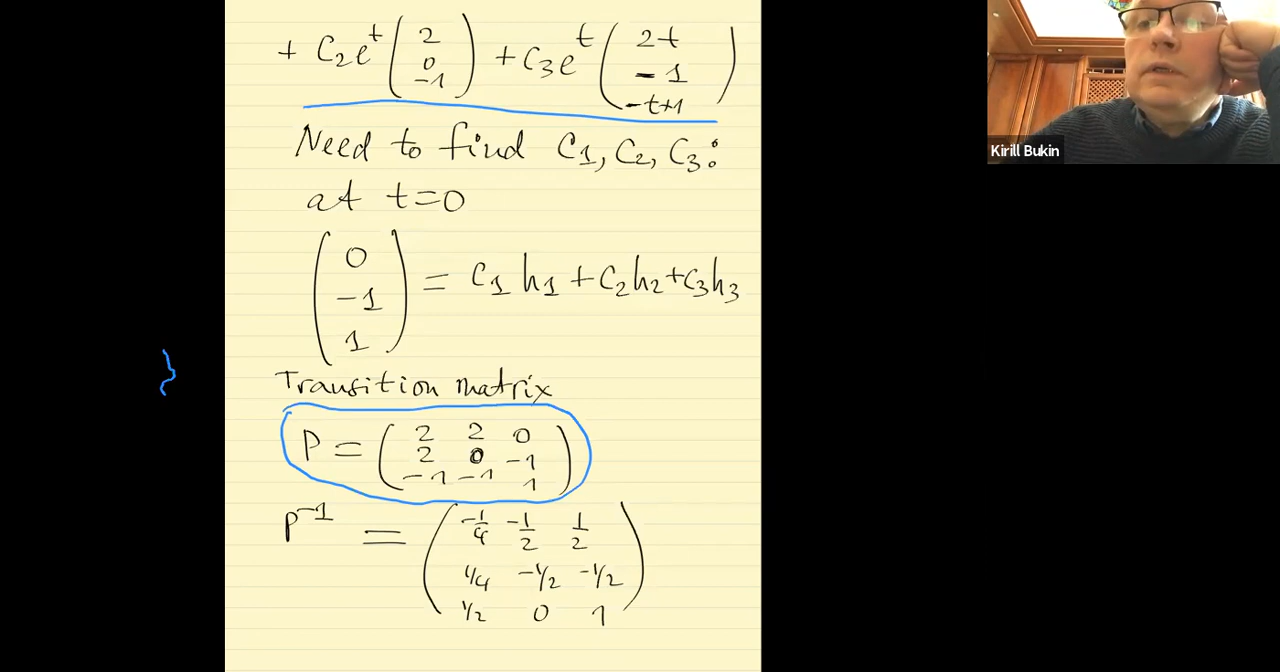 + C2e^t ( 2 0 -1 ) + C3e^t ( 2t -1 -t+1 )
Need to find C1, C2, C3:
at t=0
( 0 -1 1 ) = C1 h1 + C2h2 + C3h3
Transition matrix
P = ( 2 2 0
2 0 -1
-1 -1 1 )
P^-1 = ( -1/4 -1/2 1/2
1/4 -1/2 -1/2
1/2 0 1 )
Kirill Bukin